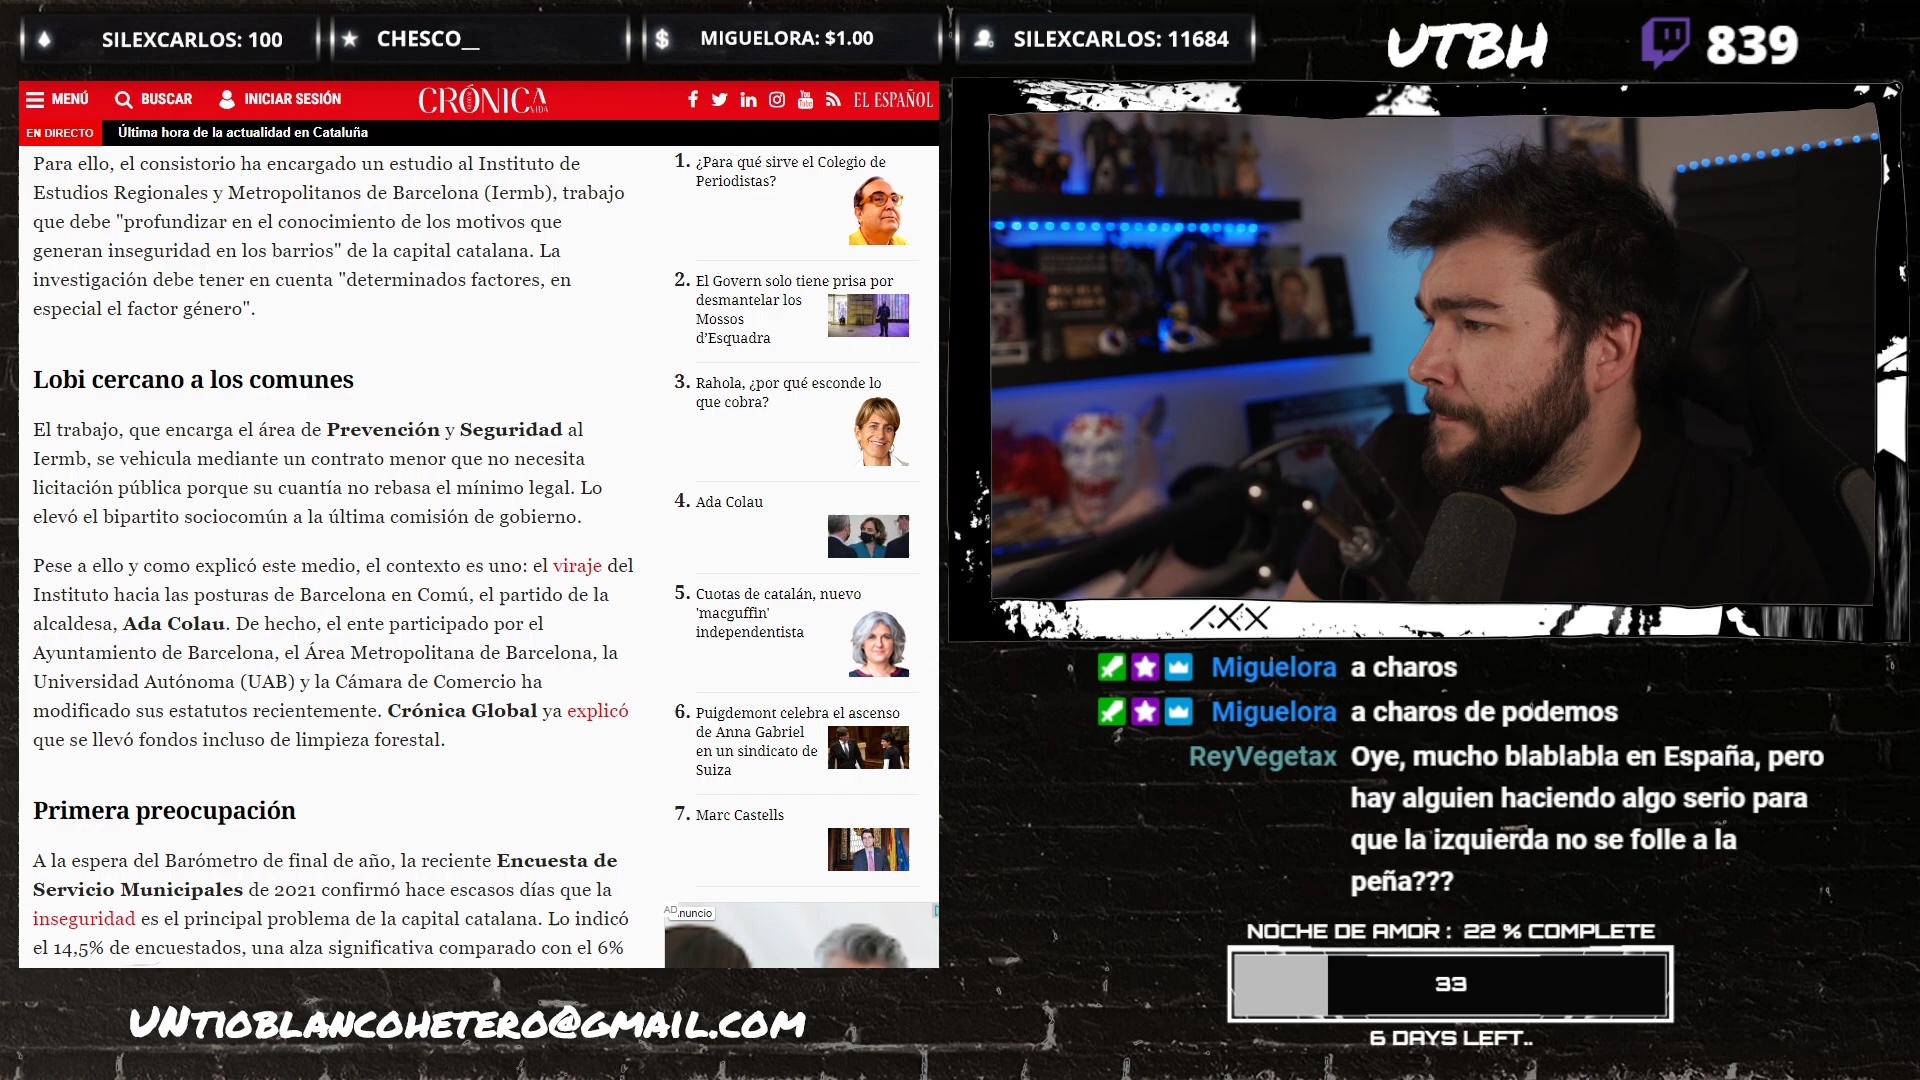 SILEXCARLOS: 100
CHESCO__
MIGUELORA: $1.00
SILEXCARLOS: 11684
UTBH
839
MENÚ
BUSCAR
INICIAR SESIÓN
CRÓNICA
VIDA
EL ESPAÑOL
EN DIRECTO
Última hora de la actualidad en Cataluña
Para ello, el consistorio ha encargado un estudio al Instituto de
Estudios Regionales y Metropolitanos de Barcelona (Iermb), trabajo
que debe "profundizar en el conocimiento de los motivos que
generan inseguridad en los barrios" de la capital catalana. La
investigación debe tener en cuenta "determinados factores, en
especial el factor género".
Lobi cercano a los comunes
El trabajo, que encarga el área de Prevención y Seguridad al
Iermb, se vehicula mediante un contrato menor que no necesita
licitación pública porque su cuantía no rebasa el mínimo legal. Lo
elevó el bipartito sociocomún a la última comisión de gobierno.
Pese a ello y como explicó este medio, el contexto es uno: el viraje del
Instituto hacia las posturas de Barcelona en Comú, el partido de la
alcaldesa, Ada Colau. De hecho, el ente participado por el
Ayuntamiento de Barcelona, el Área Metropolitana de Barcelona, la
Universidad Autónoma (UAB) y la Cámara de Comercio ha
modificado sus estatutos recientemente. Crónica Global ya explicó
que se llevó fondos incluso de limpieza forestal.
Primera preocupación
A la espera del Barómetro de final de año, la reciente Encuesta de
Servicio Municipales de 2021 confirmó hace escasos días que la
inseguridad es el principal problema de la capital catalana. Lo indicó
el 14,5% de encuestados, una alza significativa comparado con el 6%
1. ¿Para qué sirve el Colegio de
Periodistas?
2. El Govern solo tiene prisa por
desmantelar los
Mossos
d'Esquadra
3. Rahola, ¿por qué esconde lo
que cobra?
4. Ada Colau
5. Cuotas de catalán, nuevo
'macguffin'
independentista
6. Puigdemont celebra el ascenso
de Anna Gabriel
en un sindicato de
Suiza
7. Marc Castells
AD
nuncio
Miguelora a charos
Miguelora a charos de podemos
ReyVegetax Oye, mucho blablabla en España, pero
hay alguien haciendo algo serio para
que la izquierda no se folle a la
peña???
NOCHE DE AMOR : 22 % COMPLETE
33
6 DAYS LEFT..
UNTIOBLANCOHETERO@GMAIL.COM